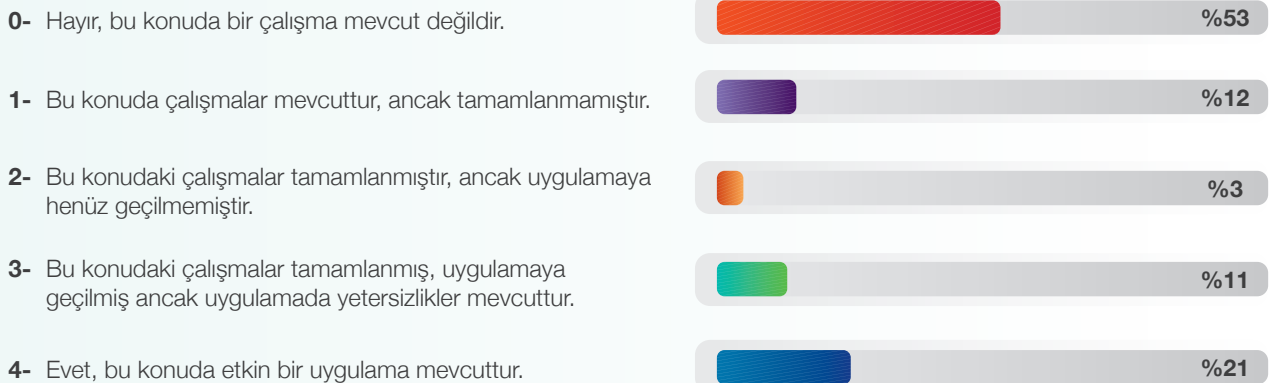 0- Hayır, bu konuda bir çalışma mevcut değildir. %53
1- Bu konuda çalışmalar mevcuttur, ancak tamamlanmamıştır. %12
2- Bu konudaki çalışmalar tamamlanmıştır, ancak uygulamaya
henüz geçilmemiştir. %3
3- Bu konudaki çalışmalar tamamlanmış, uygulamaya
geçilmiş ancak uygulamada yetersizlikler mevcuttur. %11
4- Evet, bu konuda etkin bir uygulama mevcuttur. %21